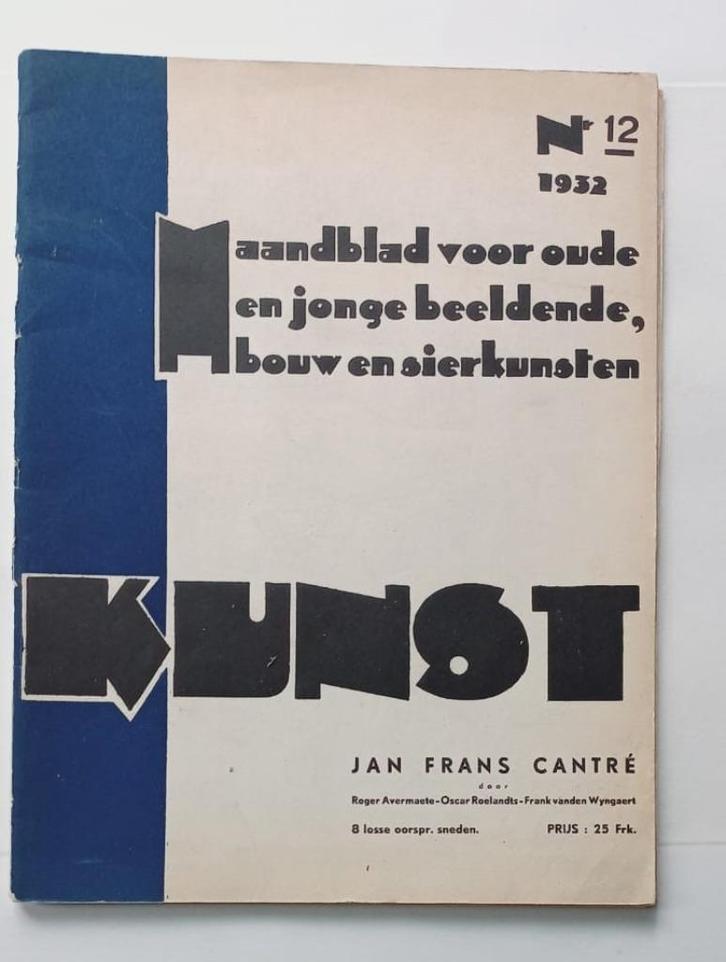 Nr 12
1932
Maandblad voor oude
en jonge beeldende,
bouw en sierkunsten
KUNST
JAN FRANS CANTRÉ
door
Roger Avermaete - Oscar Roelandts - Frank vanden Wyngaert
8 losse oorspr. sneden. PRIJS : 25 Frk.